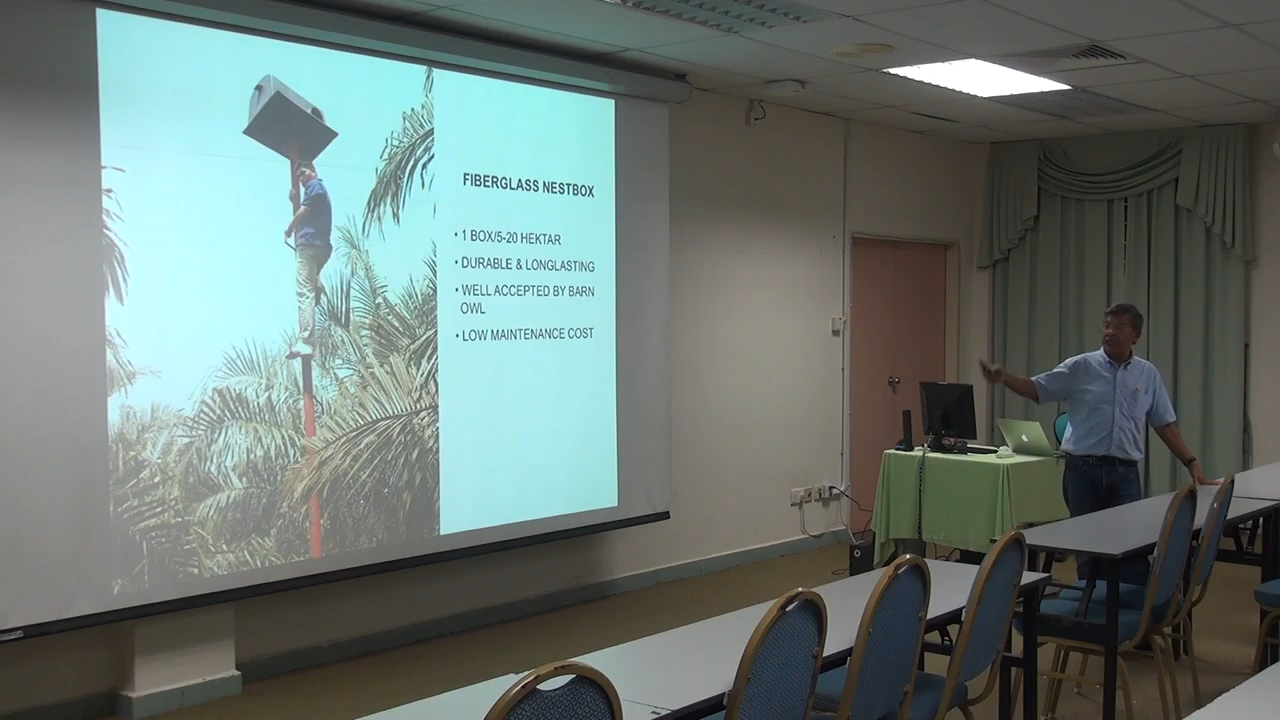 FIBERGLASS NESTBOX
• 1 BOX/5-20 HEKTAR
• DURABLE & LONGLASTING
• WELL ACCEPTED BY BARN
OWL
• LOW MAINTENANCE COST